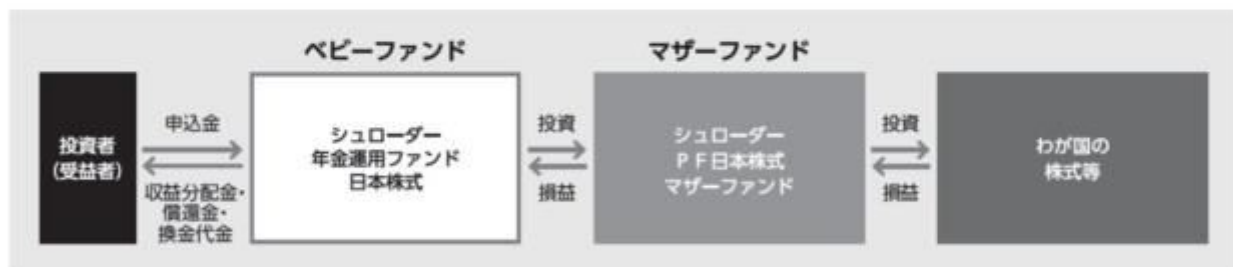 ベビーファンド
マザーファンド
投資者
(受益者)
申込金
収益分配金・
償還金・
換金代金
シュローダー
年金運用ファンド
日本株式
投資
損益
シュローダー
PF日本株式
マザーファンド
投資
損益
わが国の
株式等